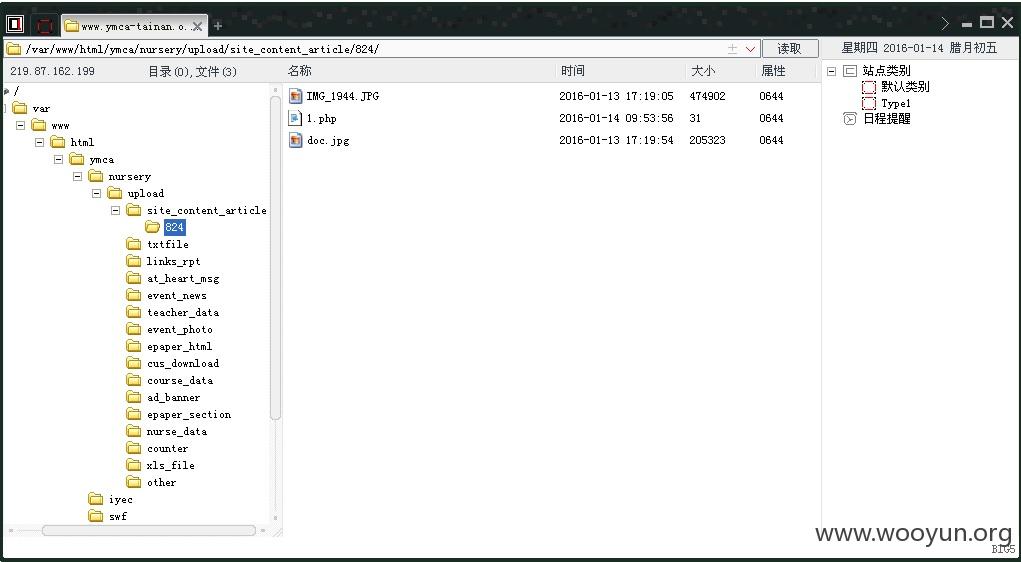 www.ymca-tainan.o.
/var/www/html/ymca/nursery/upload/site_content_article/824/ 读取 星期四 2016-01-14 腊月初五
219.87.162.199 目录(0),文件(3) 名称 时间 大小 属性
/
var
www
html
ymca
nursery
upload
site_content_article
824
txtfile
links_rpt
at_heart_msg
event_news
teacher_data
event_photo
epaper_html
cus_download
course_data
ad_banner
epaper_section
nurse_data
counter
xls_file
other
iyec
swf
IMG_1944.JPG 2016-01-13 17:19:05 474902 0644
1.php 2016-01-14 09:53:56 31 0644
doc.jpg 2016-01-13 17:19:54 205323 0644
站点类别
默认类别
Type1
日程提醒
www.wooyun.org
BIG5